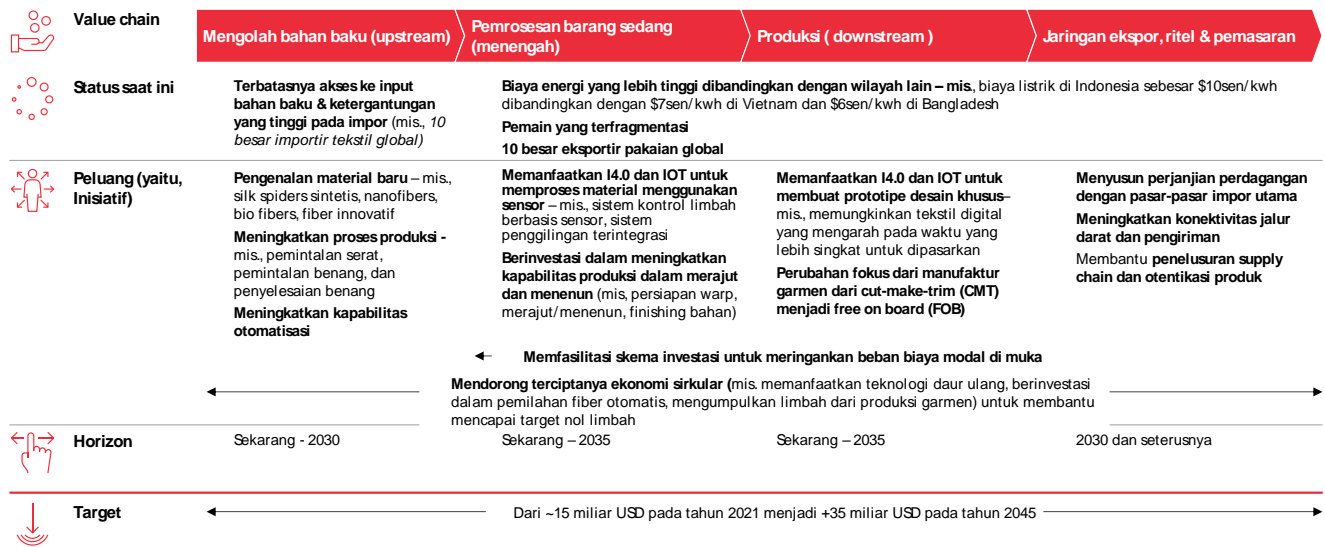 Value chain
Mengolah bahan baku (upstream)
Pemrosesan barang sedang
(menengah)
Produksi ( downstream )
Jaringan ekspor, ritel & pemasaran
Status saat ini
Terbatasnya akses ke input
bahan baku & ketergantungan
yang tinggi pada impor (mis., 10
besar importir tekstil global)
Biaya energi yang lebih tinggi dibandingkan dengan wilayah lain – mis., biaya listrik di Indonesia sebesar $10sen/kwh
dibandingkan dengan $7sen/kwh di Vietnam dan $6sen/kwh di Bangladesh
Pemain yang terfragmentasi
10 besar eksportir pakaian global
Peluang (yaitu,
Inisiatif)
Pengenalan material baru – mis.,
silk spiders sintetis, nanofibers,
bio fibers, fiber innovatif
Meningkatkan proses produksi -
mis., pemintalan serat,
pemintalan benang, dan
penyelesaian benang
Meningkatkan kapabilitas
otomatisasi
Memanfaatkan I4.0 dan IOT untuk
memproses material menggunakan
sensor – mis., sistem kontrol limbah
berbasis sensor, sistem
penggilingan terintegrasi
Berinvestasi dalam meningkatkan
kapabilitas produksi dalam merajut
dan menenun (mis, persiapan warp,
merajut/menenun, finishing bahan)
Memanfaatkan I4.0 dan IOT untuk
membuat prototipe desain khusus–
mis., memungkinkan tekstil digital
yang mengarah pada waktu yang
lebih singkat untuk dipasarkan
Perubahan fokus dari manufaktur
garmen dari cut-make-trim (CMT)
menjadi free on board (FOB)
Menyusun perjanjian perdagangan
dengan pasar-pasar impor utama
Meningkatkan konektivitas jalur
darat dan pengiriman
Membantu penelusuran supply
chain dan otentikasi produk
Memfasilitasi skema investasi untuk meringankan beban biaya modal di muka
Mendorong terciptanya ekonomi sirkular (mis. memanfaatkan teknologi daur ulang, berinvestasi
dalam pemilahan fiber otomatis, mengumpulkan limbah dari produksi garmen) untuk membantu
mencapai target nol limbah
Horizon
Sekarang - 2030
Sekarang – 2035
Sekarang – 2035
2030 dan seterusnya
Target
Dari ~15 miliar USD pada tahun 2021 menjadi +35 miliar USD pada tahun 2045